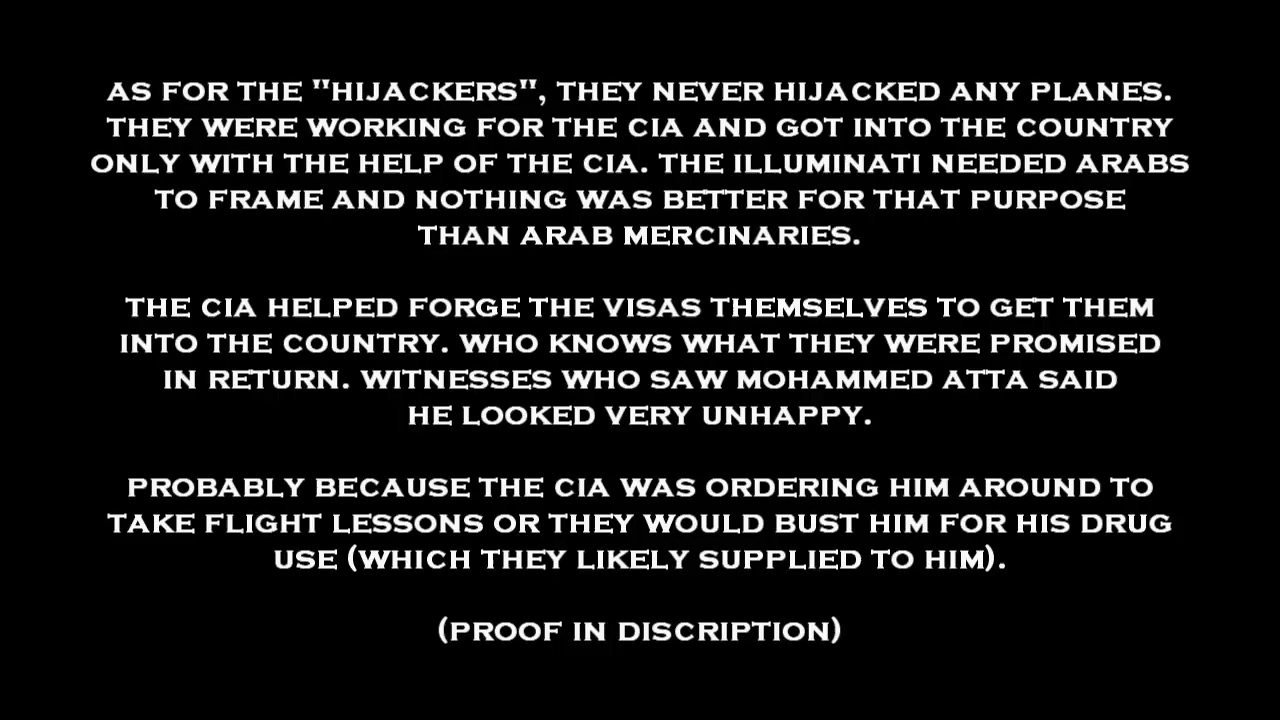 AS FOR THE "HIJACKERS", THEY NEVER HIJACKED ANY PLANES.
THEY WERE WORKING FOR THE CIA AND GOT INTO THE COUNTRY
ONLY WITH THE HELP OF THE CIA. THE ILLUMINATI NEEDED ARABS
TO FRAME AND NOTHING WAS BETTER FOR THAT PURPOSE
THAN ARAB MERCINARIES.
THE CIA HELPED FORGE THE VISAS THEMSELVES TO GET THEM
INTO THE COUNTRY. WHO KNOWS WHAT THEY WERE PROMISED
IN RETURN. WITNESSES WHO SAW MOHAMMED ATTA SAID
HE LOOKED VERY UNHAPPY.
PROBABLY BECAUSE THE CIA WAS ORDERING HIM AROUND TO
TAKE FLIGHT LESSONS OR THEY WOULD BUST HIM FOR HIS DRUG
USE (WHICH THEY LIKELY SUPPLIED TO HIM).
(PROOF IN DISCRIPTION)